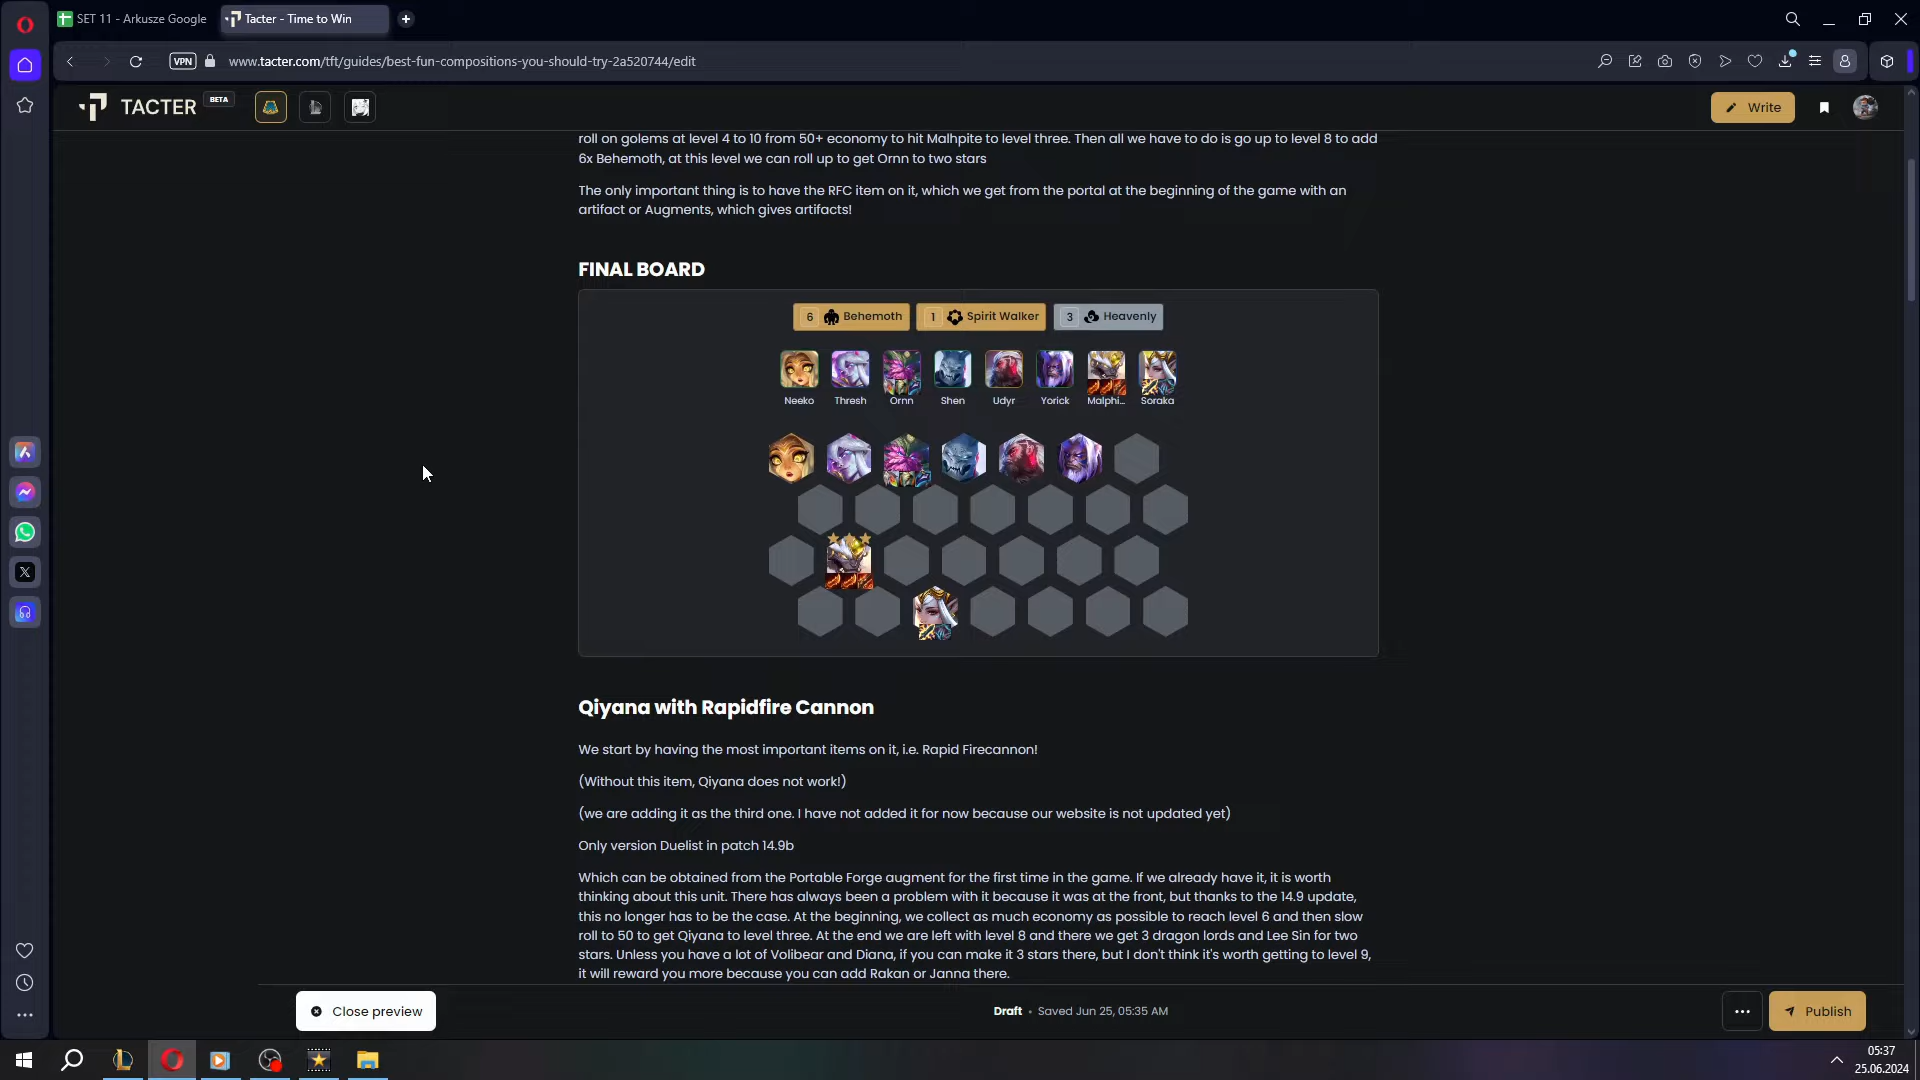 SET 11 - Arkusze Google
Tacter - Time to Win
VPN
www.tacter.com/tft/guides/best-fun-compositions-you-should-try-2a520744/edit
TACTER
BETA
Write
roll on golems at level 4 to 10 from 50+ economy to hit Malhpite to level three. Then all we have to do is go up to level 8 to add
6x Behemoth, at this level we can roll up to get Ornn to two stars
The only important thing is to have the RFC item on it, which we get from the portal at the beginning of the game with an
artifact or Augments, which gives artifacts!
FINAL BOARD
6 Behemoth
1 Spirit Walker
3 Heavenly
Neeko
Thresh
Ornn
Shen
Udyr
Yorick
Malphi...
Soraka
Qiyana with Rapidfire Cannon
We start by having the most important items on it, i.e. Rapid Firecannon!
(Without this item, Qiyana does not work!)
(we are adding it as the third one. I have not added it for now because our website is not updated yet)
Only version Duelist in patch 14.9b
Which can be obtained from the Portable Forge augment for the first time in the game. If we already have it, it is worth
thinking about this unit. There has always been a problem with it because it was at the front, but thanks to the 14.9 update,
this no longer has to be the case. At the beginning, we collect as much economy as possible to reach level 6 and then slow
roll to 50 to get Qiyana to level three. At the end we are left with level 8 and there we get 3 dragon lords and Lee Sin for two
stars. Unless you have a lot of Volibear and Diana, if you can make it 3 stars there, but I don't think it's worth getting to level 9,
it will reward you more because you can add Rakan or Janna there.
Close preview
Draft • Saved Jun 25, 05:35 AM
Publish
05:37
25.06.2024